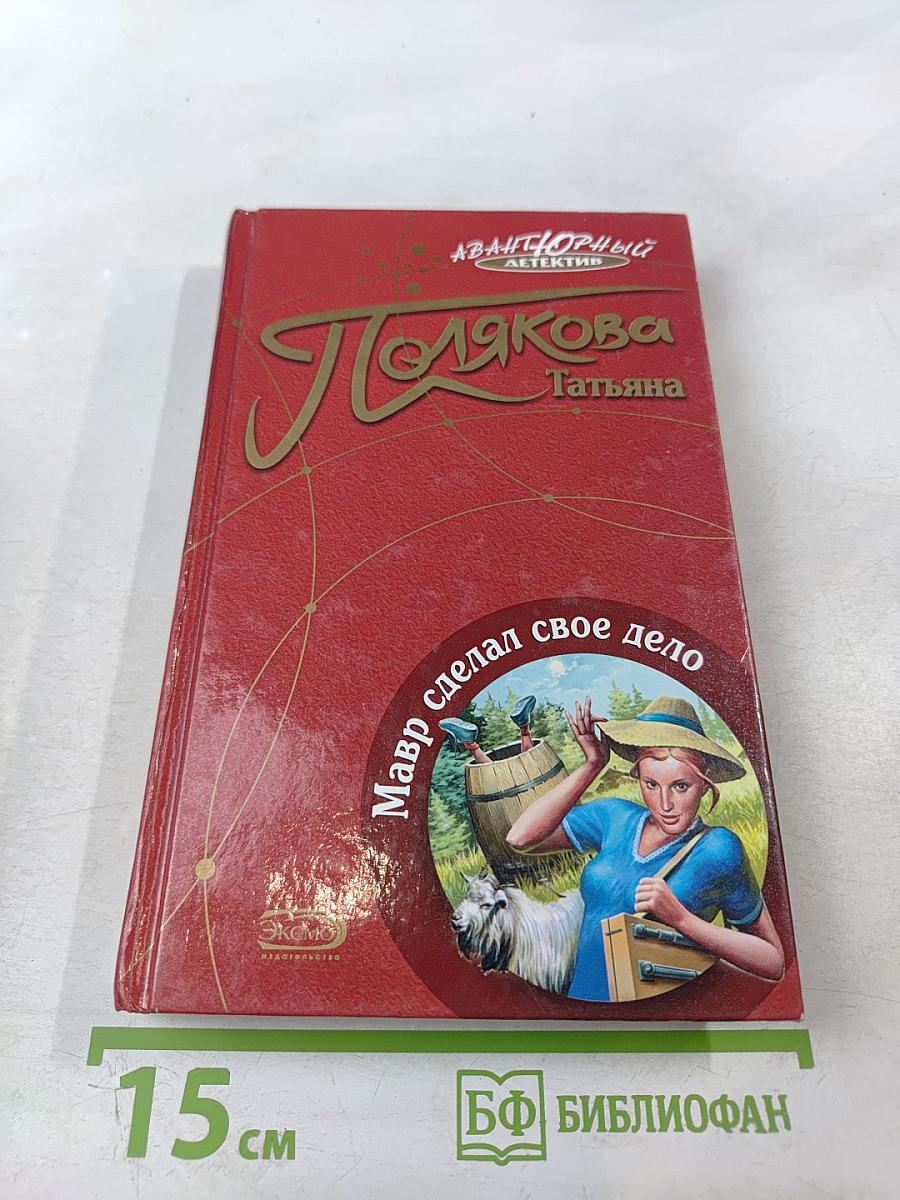 АВАНТЮРНЫЙ
ДЕТЕКТИВ
Полякова
Татьяна
Мавр сделал свое дело
ЭКСМО
ИЗДАТЕЛЬСТВО
15 см
БФ БИБЛИОФАН